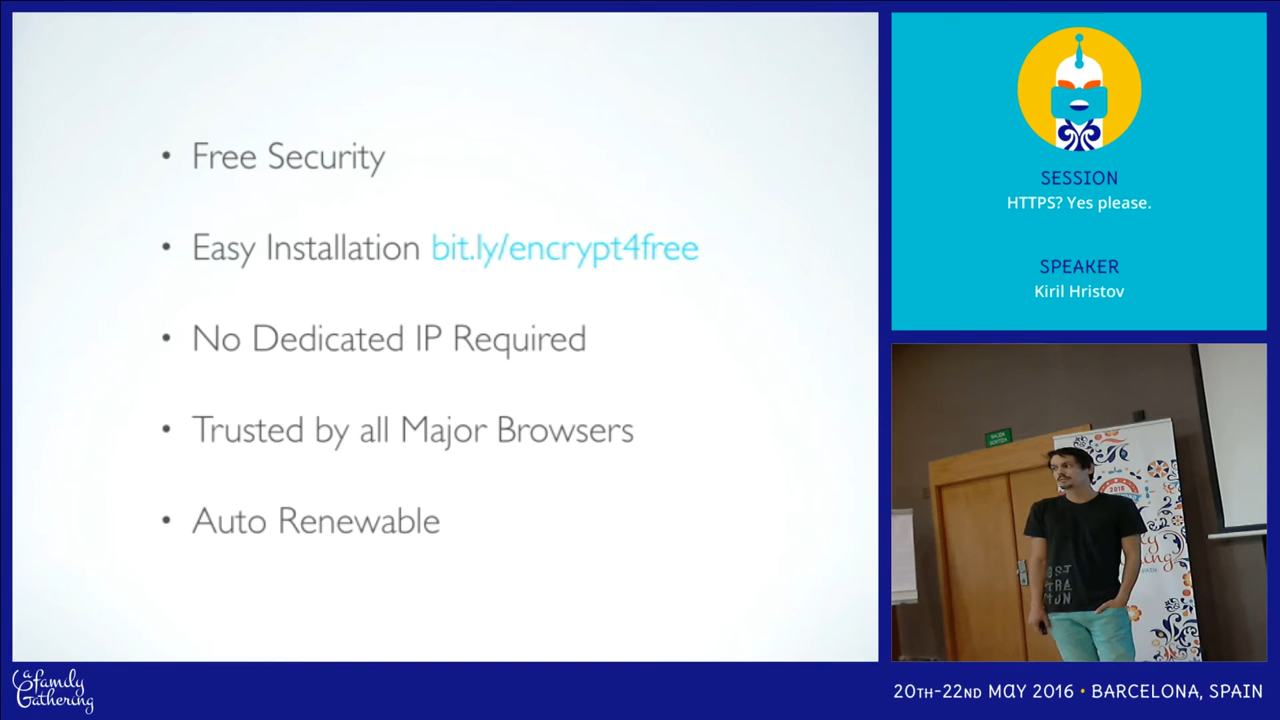 • Free Security
• Easy Installation bit.ly/encrypt4free
• No Dedicated IP Required
• Trusted by all Major Browsers
• Auto Renewable
SESSION
HTTPS? Yes please.
SPEAKER
Kiril Hristov
2016
a family
Gathering
20TH-22ND MAY 2016 • BARCELONA, SPAIN